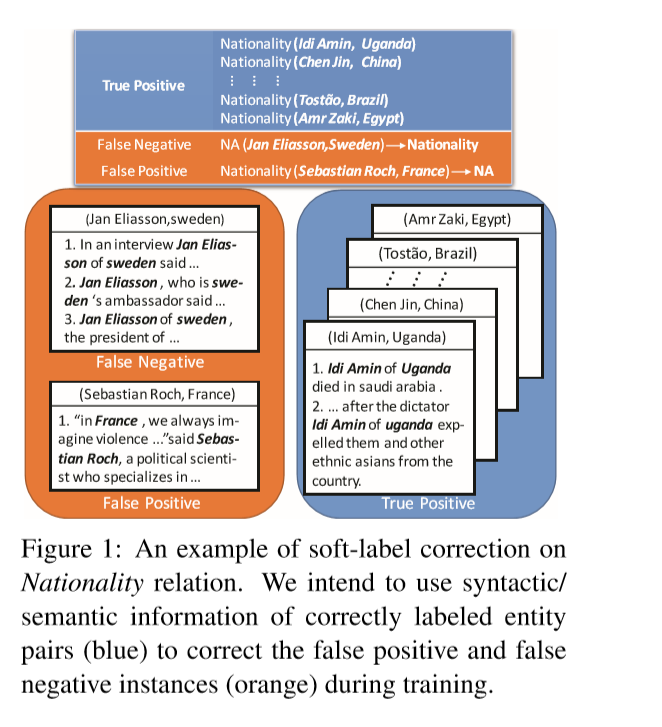 True Positive
Nationality(Idi Amin, Uganda)
Nationality(Chen Jin, China)
⋮ ⋮ ⋮
Nationality(Tostão, Brazil)
Nationality(Amr Zaki, Egypt)
False Negative NA (Jan Eliasson,Sweden)→Nationality
False Positive Nationality(Sebastian Roch, France)→NA
(Jan Eliasson,sweden)
1. In an interview Jan Elias-
son of sweden said ...
2. Jan Eliasson , who is swe-
den 's ambassador said ...
3. Jan Eliasson of sweden ,
the president of ...
False Negative
(Sebastian Roch, France)
1. “in France , we always im-
agine violence ...”said Sebas-
tian Roch, a political scienti-
st who specializes in ...
False Positive
(Amr Zaki, Egypt)
(Tostão, Brazil)
⋮ ⋮ ⋮
(Chen Jin, China)
(Idi Amin, Uganda)
1. Idi Amin of Uganda
died in saudi arabia .
2. ... after the dictator
Idi Amin of uganda exp-
elled them and other
ethnic asians from the
country.
True Positive
Figure 1: An example of soft-label correction on
Nationality relation. We intend to use syntactic/
semantic information of correctly labeled entity
pairs (blue) to correct the false positive and false
negative instances (orange) during training.